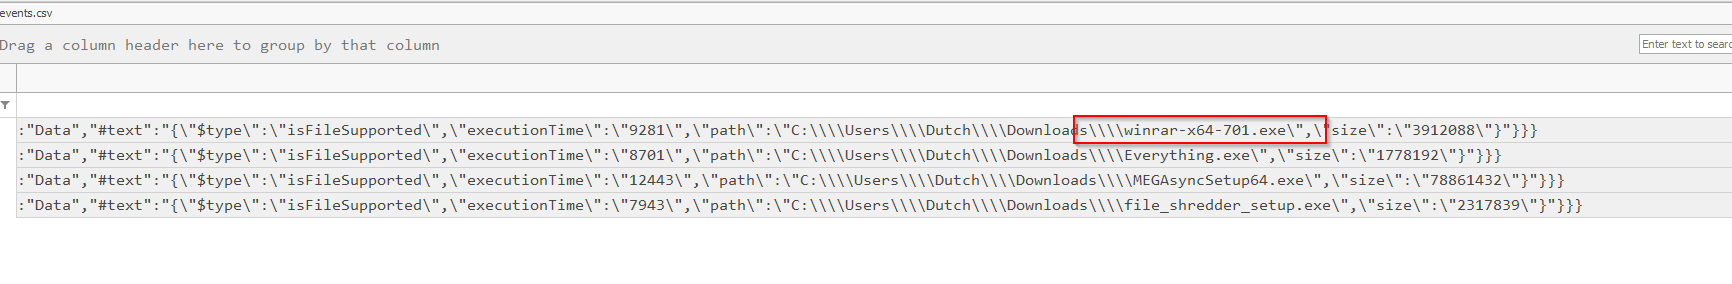 events.csv
Drag a column header here to group by that column
Enter text to searc
:"Data","#text":"{\"$type\":\"isFileSupported\",\"executionTime\":\"9281\",\"path\":\"C:\\\\Users\\\\Dutch\\\\Downloads\\\\winrar-x64-701.exe\",\"size\":\"3912088\"}"}}}
:"Data","#text":"{\"$type\":\"isFileSupported\",\"executionTime\":\"8701\",\"path\":\"C:\\\\Users\\\\Dutch\\\\Downloads\\\\Everything.exe\",\"size\":\"1778192\"}"}}}
:"Data","#text":"{\"$type\":\"isFileSupported\",\"executionTime\":\"12443\",\"path\":\"C:\\\\Users\\\\Dutch\\\\Downloads\\\\MEGAsyncSetup64.exe\",\"size\":\"78861432\"}"}}}
:"Data","#text":"{\"$type\":\"isFileSupported\",\"executionTime\":\"7943\",\"path\":\"C:\\\\Users\\\\Dutch\\\\Downloads\\\\file_shredder_setup.exe\",\"size\":\"2317839\"}"}}}